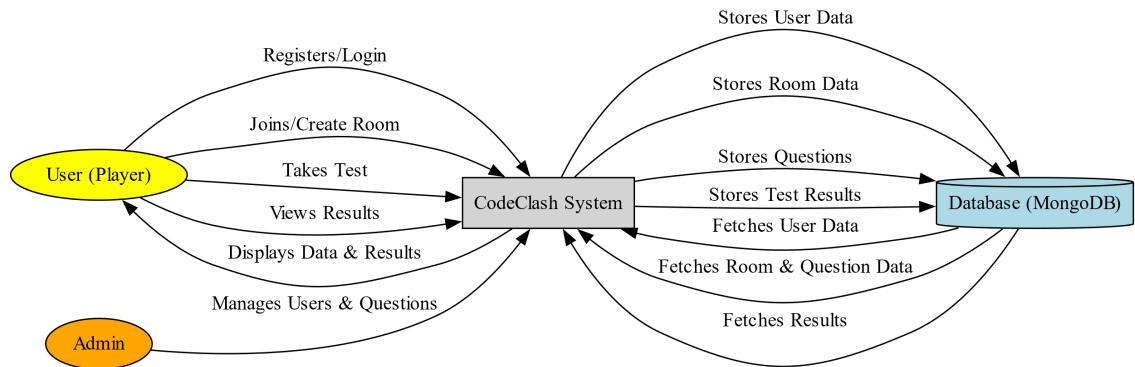 Stores User Data
Registers/Login
Stores Room Data
Joins/Create Room
Takes Test
Stores Questions
User (Player)
CodeClash System
Stores Test Results
Database (MongoDB)
Views Results
Fetches User Data
Displays Data & Results
Fetches Room & Question Data
Manages Users & Questions
Fetches Results
Admin